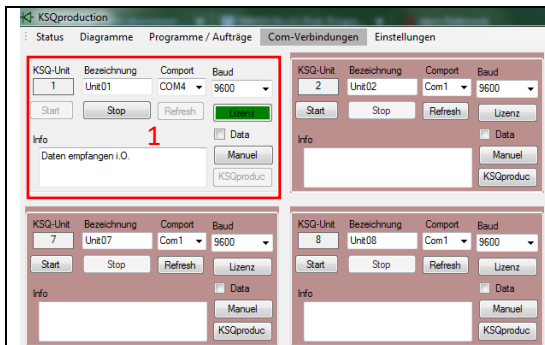 KSQproduction
Status Diagramme Programme / Aufträge Com-Verbindungen Einstellungen
KSQ-Unit Bezeichnung Comport Baud
1 Unit01 COM4 9600
Start Stop Refresh Lizenz
Data
Info 1
Daten empfangen i.O. Manuel
KSQproduc
KSQ-Unit Bezeichnung Comport Baud
2 Unit02 Com1 9600
Start Stop Refresh Lizenz
Data
Info
Manuel
KSQproduc
KSQ-Unit Bezeichnung Comport Baud
7 Unit07 Com1 9600
Start Stop Refresh Lizenz
Data
Info
Manuel
KSQproduc
KSQ-Unit Bezeichnung Comport Baud
8 Unit08 Com1 9600
Start Stop Refresh Lizenz
Data
Info
Manuel
KSQproduc